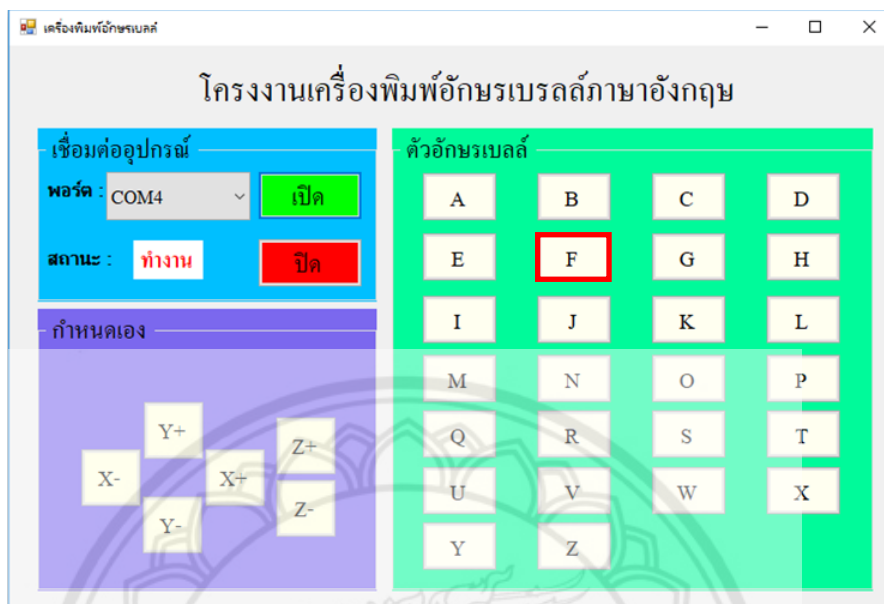 เครื่องพิมพ์อักษรเบลล์
โครงงานเครื่องพิมพ์อักษรเบรลล์ภาษาอังกฤษ
เชื่อมต่ออุปกรณ์
พอร์ต : COM4 เปิด
สถานะ : ทำงาน ปิด
กำหนดเอง
Y+
Z+
X- X+
Z-
Y-
ตัวอักษรเบลล์
A B C D
E F G H
I J K L
M N O P
Q R S T
U V W X
Y Z